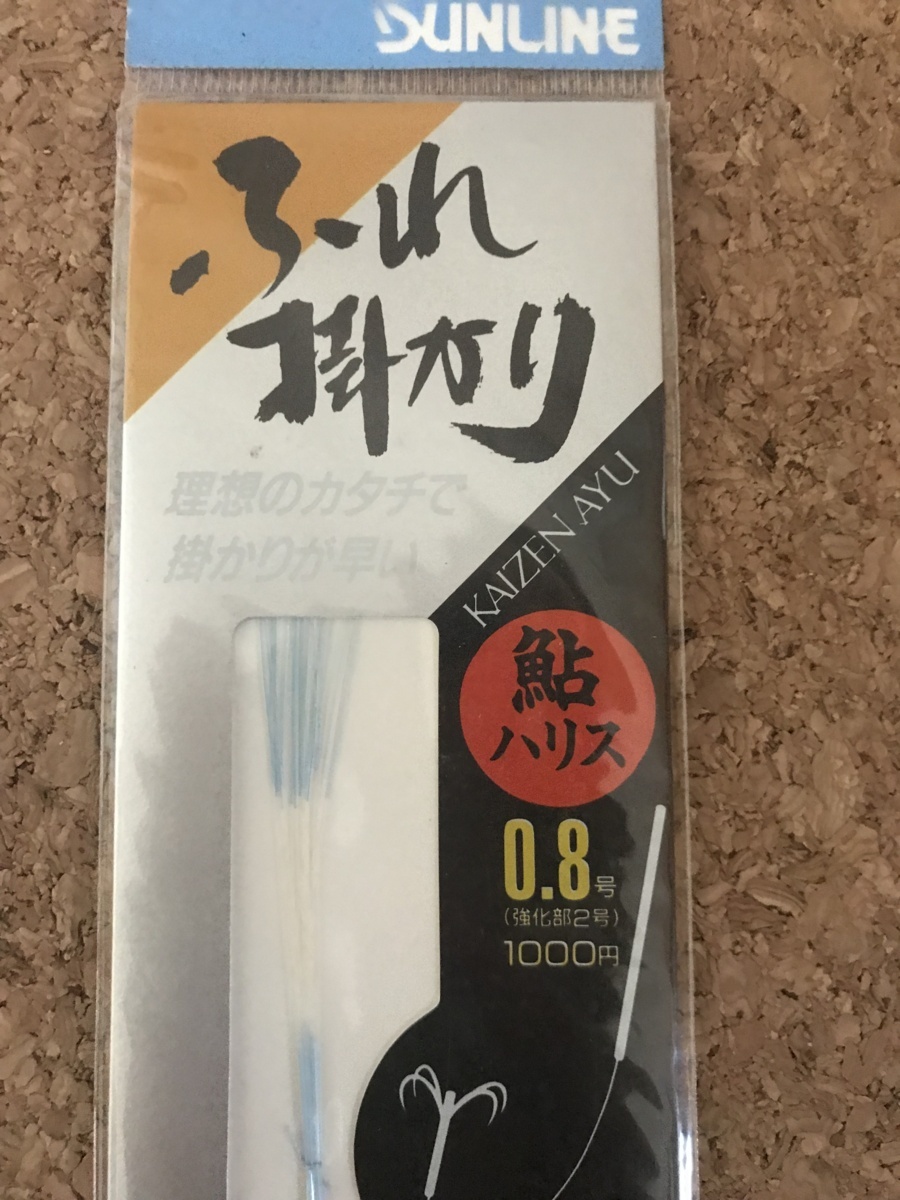 SUNLINE
ふれ
掛かり
理想のカタチで
掛かりが早い
KAIZEN AYU
鮎
ハリス
0.8号
(強化部2号)
1000円